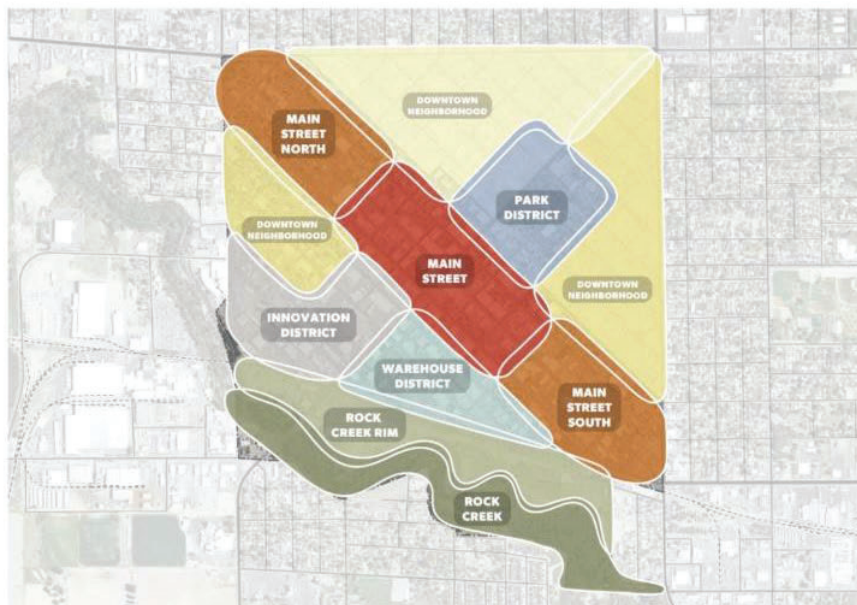 DOWNTOWN
NEIGHBORHOOD
MAIN
STREET
NORTH
PARK
DISTRICT
DOWNTOWN
NEIGHBORHOOD
MAIN
STREET
DOWNTOWN
NEIGHBORHOOD
INNOVATION
DISTRICT
WAREHOUSE
DISTRICT
MAIN
STREET
SOUTH
ROCK
CREEK RIM
ROCK
CREEK